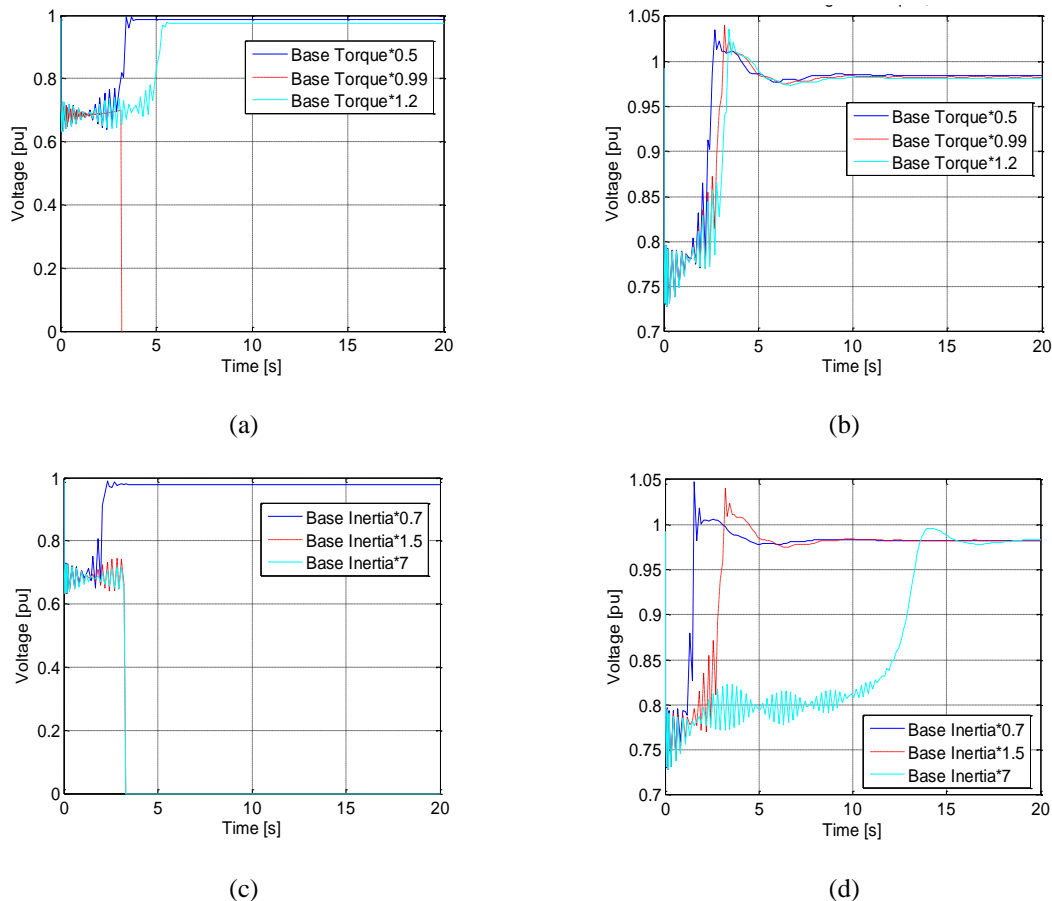 1
0.8
0.6
0.4
0.2
0
Voltage [pu]
Base Torque*0.5
Base Torque*0.99
Base Torque*1.2
0 5 10 15 20
Time [s]
(a)
1.05
1
0.95
0.9
0.85
0.8
0.75
0.7
Voltage [pu]
Base Torque*0.5
Base Torque*0.99
Base Torque*1.2
0 5 10 15 20
Time [s]
(b)
1
0.8
0.6
0.4
0.2
0
Voltage [pu]
Base Inertia*0.7
Base Inertia*1.5
Base Inertia*7
0 5 10 15 20
Time [s]
(c)
1.05
1
0.95
0.9
0.85
0.8
0.75
0.7
Voltage [pu]
Base Inertia*0.7
Base Inertia*1.5
Base Inertia*7
0 5 10 15 20
Time [s]
(d)